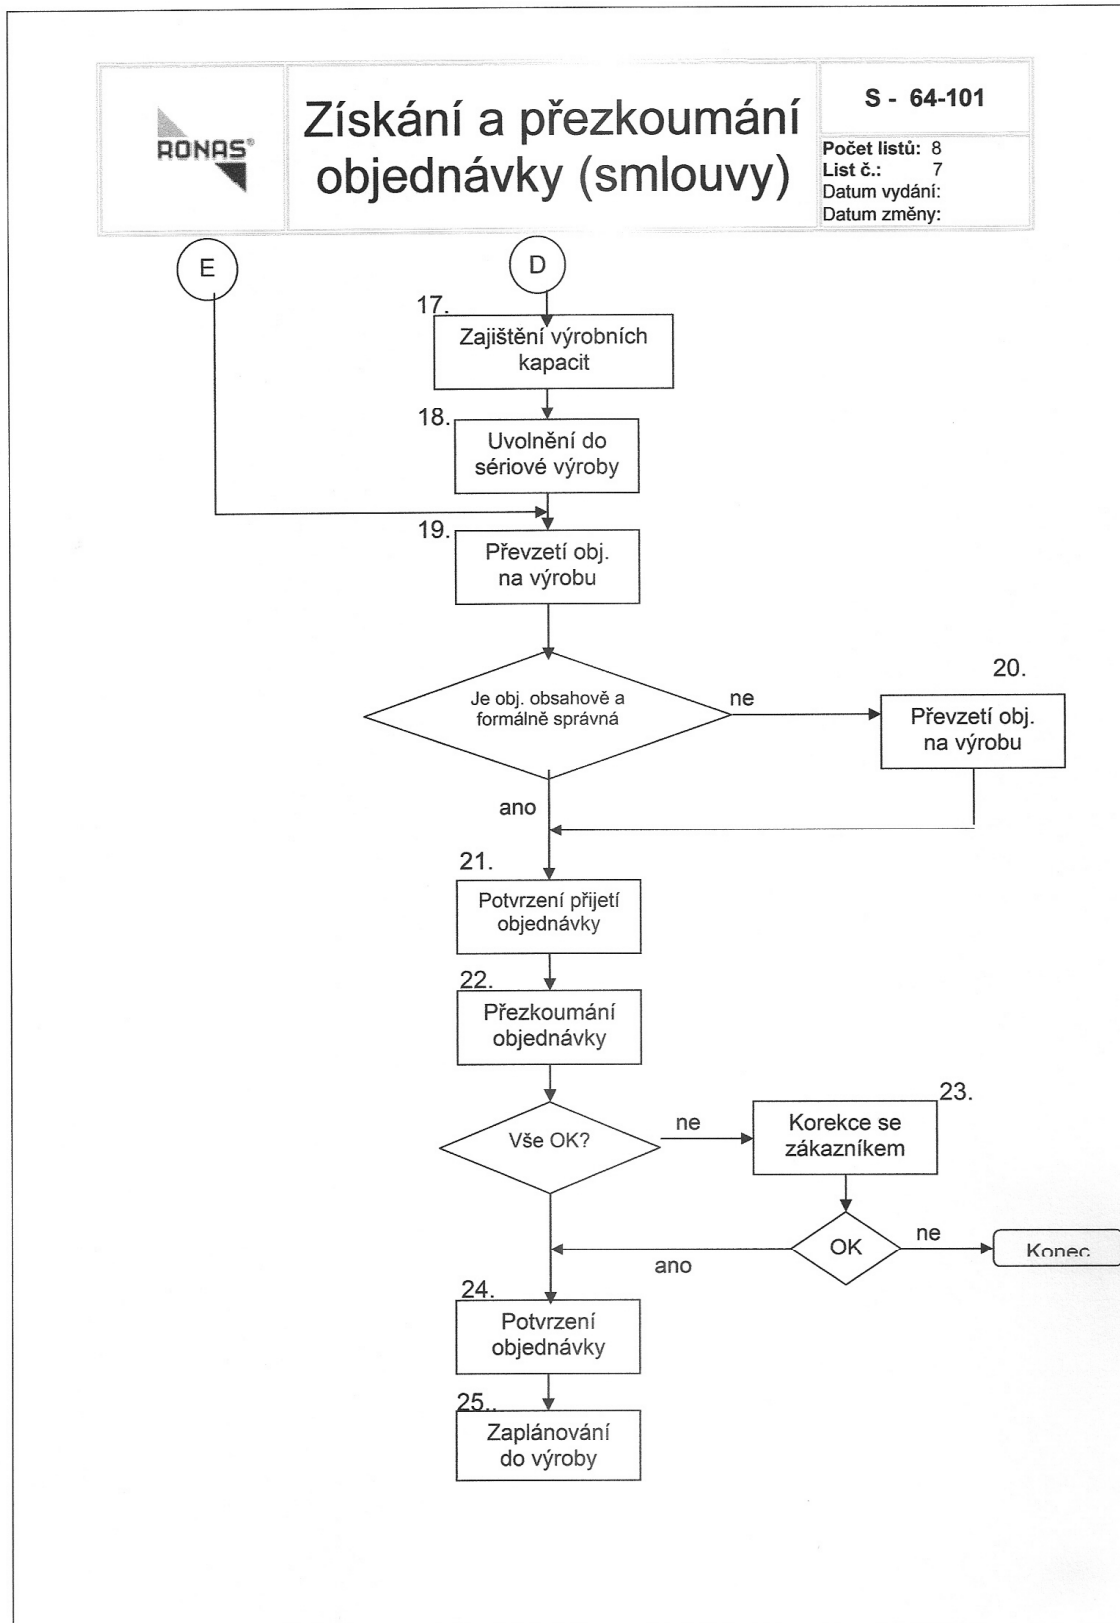 RONAS®
Získání a přezkoumání
objednávky (smlouvy)
S - 64-101
Počet listů: 8
List č.: 7
Datum vydání:
Datum změny:
E
D
17.
Zajištění výrobních
kapacit
18.
Uvolnění do
sériové výroby
19.
Převzetí obj.
na výrobu
Je obj. obsahově a
formálně správná
ne
20.
Převzetí obj.
na výrobu
ano
21.
Potvrzení přijetí
objednávky
22.
Přezkoumání
objednávky
Vše OK?
ne
23.
Korekce se
zákazníkem
OK
ne
Konec
ano
24.
Potvrzení
objednávky
25..
Zaplánování
do výroby